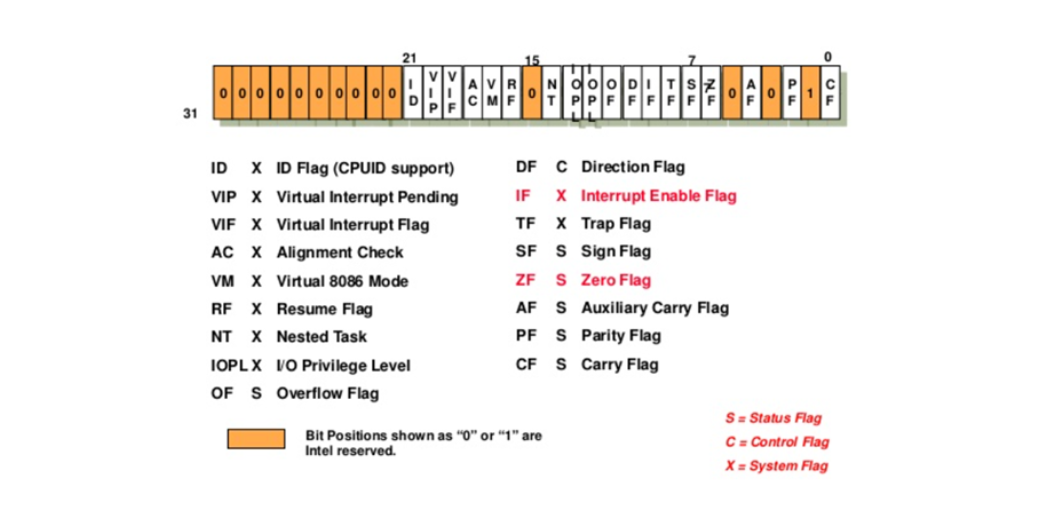 21 15 7 0
31 0 0 0 0 0 0 0 0 0 0 ID VIP VIF AC VM RF 0 NT IOPL IOPL OF DF IF TF SF ZF 0 AF 0 PF 1 CF
ID X ID Flag (CPUID support)
VIP X Virtual Interrupt Pending
VIF X Virtual Interrupt Flag
AC X Alignment Check
VM X Virtual 8086 Mode
RF X Resume Flag
NT X Nested Task
IOPL X I/O Privilege Level
OF S Overflow Flag
DF C Direction Flag
IF X Interrupt Enable Flag
TF X Trap Flag
SF S Sign Flag
ZF S Zero Flag
AF S Auxiliary Carry Flag
PF S Parity Flag
CF S Carry Flag
Bit Positions shown as “0” or “1” are
Intel reserved.
S = Status Flag
C = Control Flag
X = System Flag